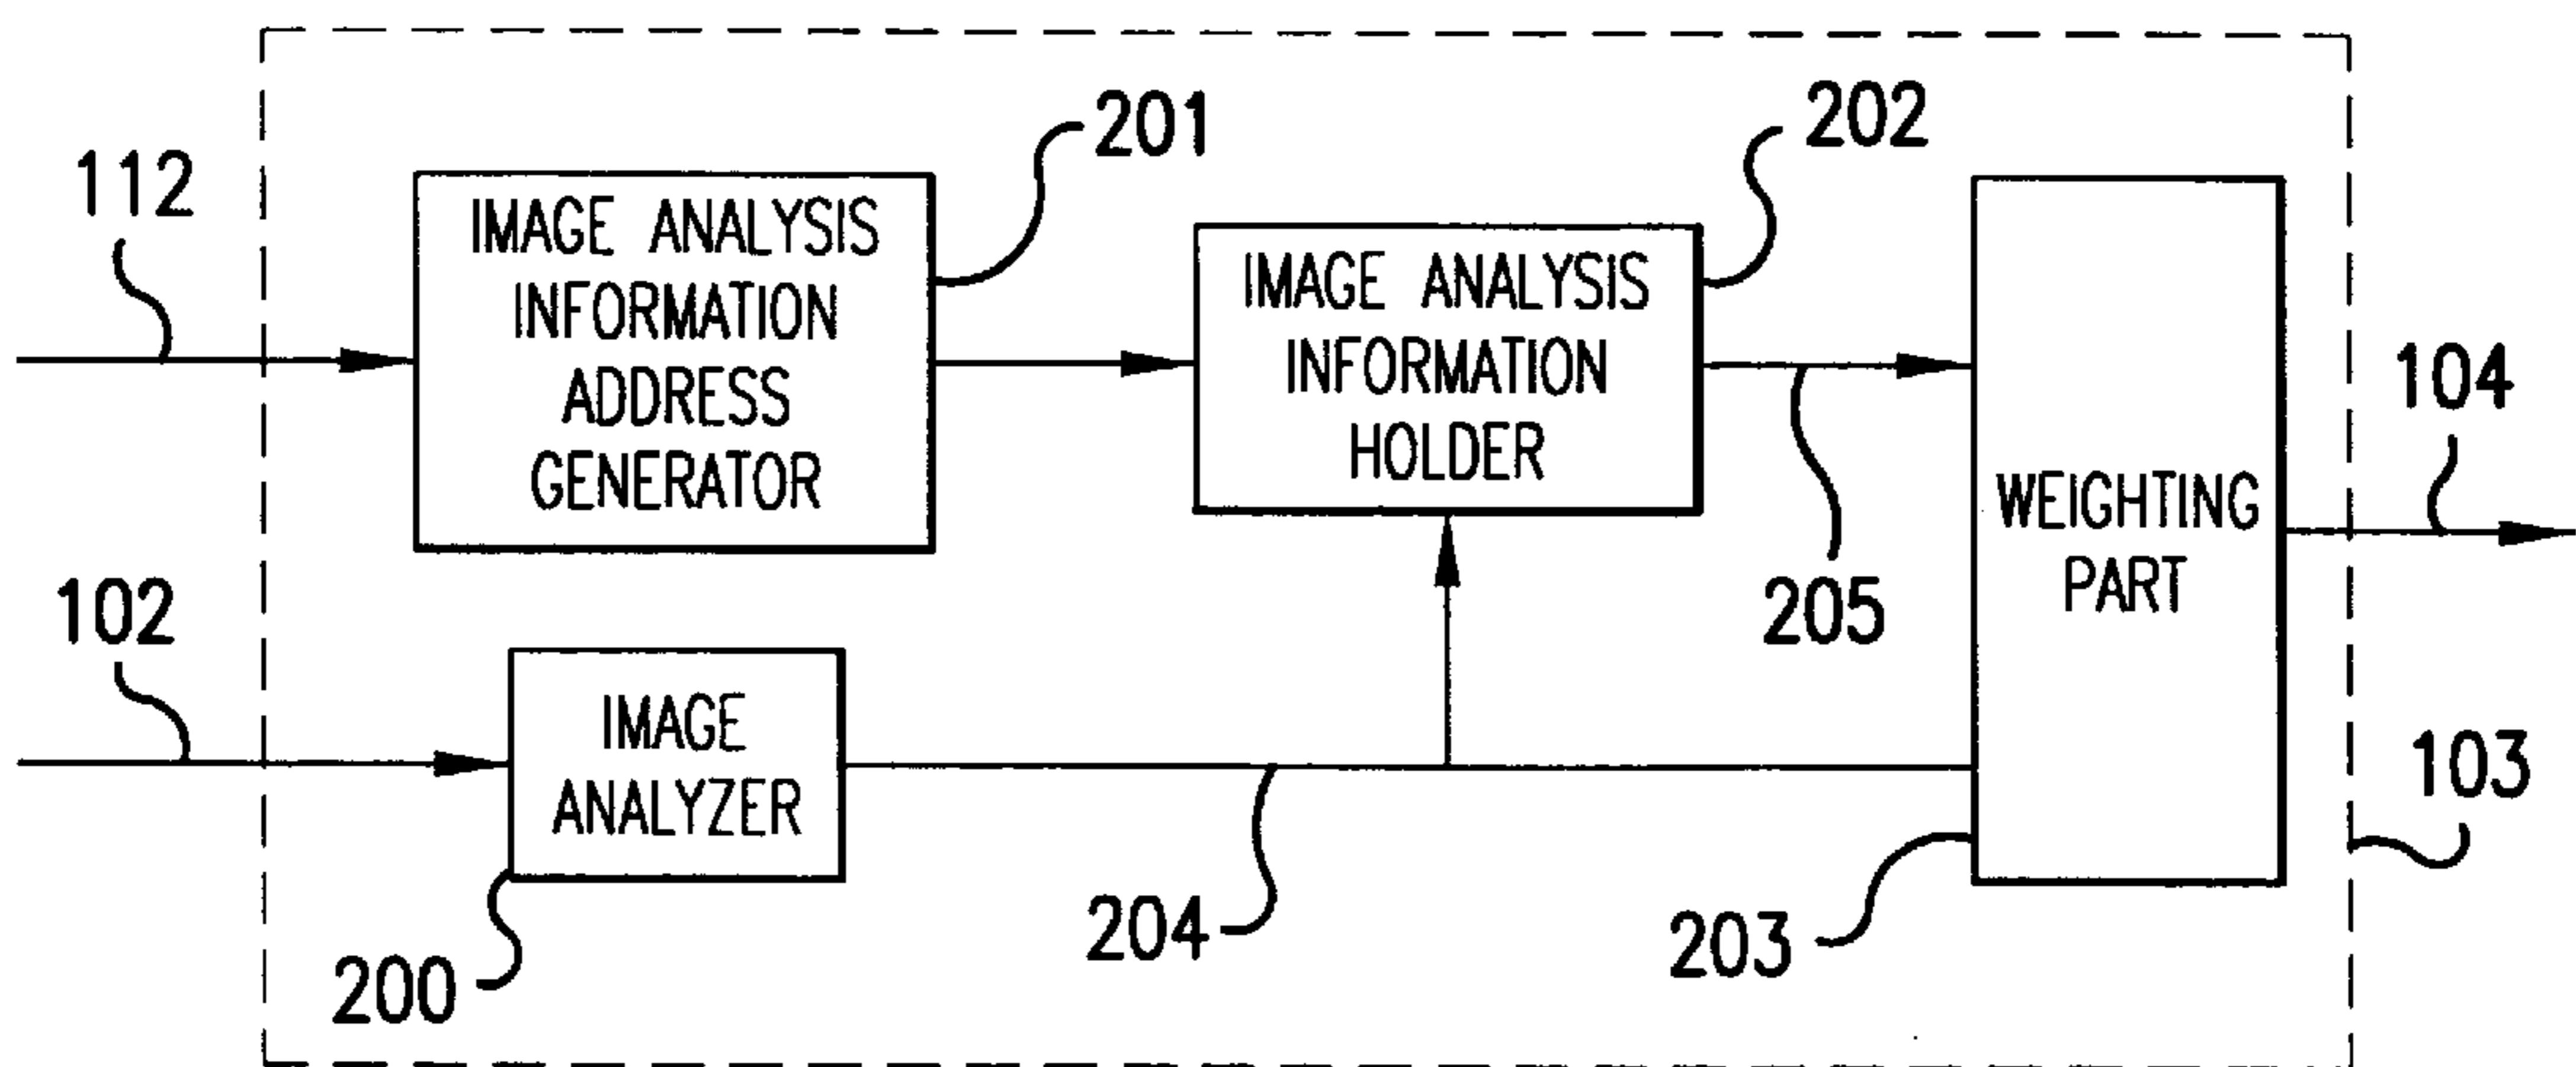 112
201
202
IMAGE ANALYSIS
INFORMATION
ADDRESS
GENERATOR
IMAGE ANALYSIS
INFORMATION
HOLDER
205
WEIGHTING
PART
104
102
IMAGE
ANALYZER
200
204
203
103